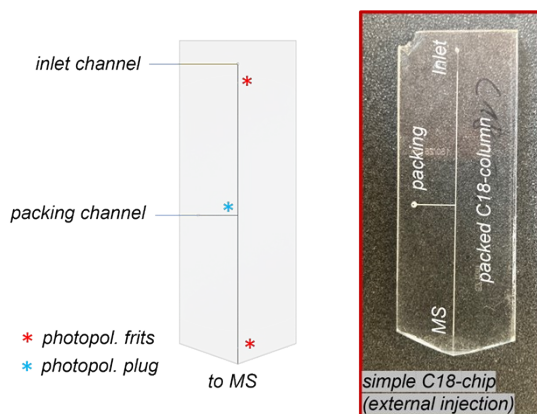 inlet channel
packing channel
* photopol. frits
* photopol. plug
to MS
Inlet
packing
packed C18-column
MS
simple C18-chip
(external injection)